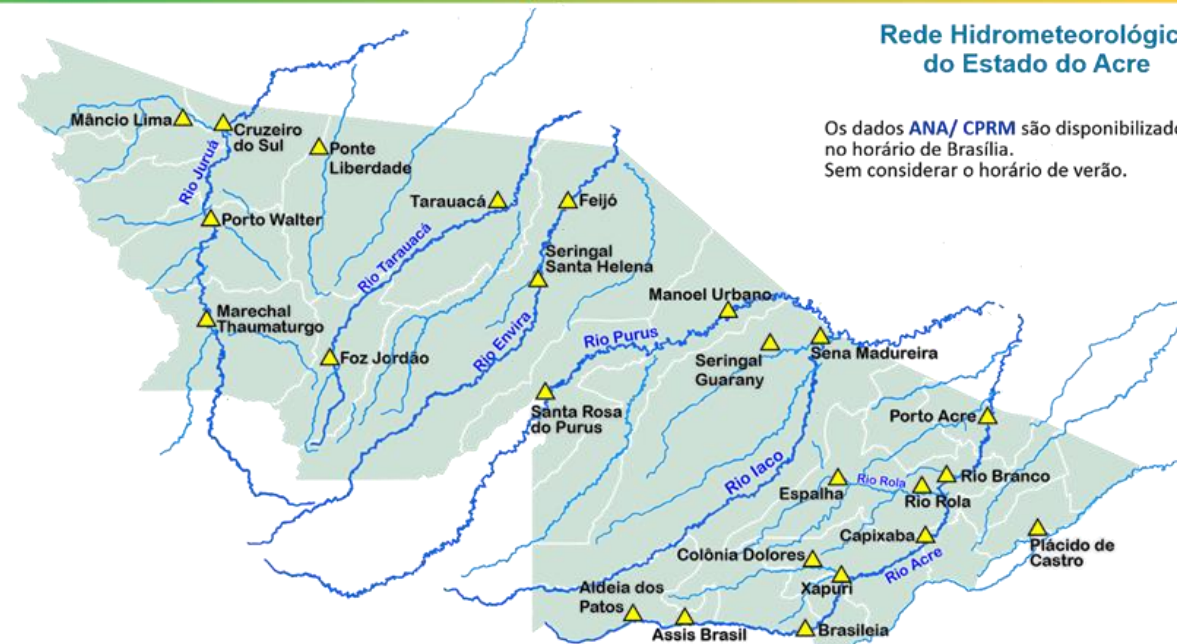 Rede Hidrometeorológic
do Estado do Acre
Os dados ANA/ CPRM são disponibilizado
no horário de Brasília.
Sem considerar o horário de verão.
Mâncio Lima
Cruzeiro
do Sul
Ponte
Liberdade
Rio Juruá
Porto Walter
Tarauacá
Feijó
Rio Tarauacá
Seringal
Santa Helena
Marechal
Thaumaturgo
Foz Jordão
Rio Envira
Manoel Urbano
Rio Purus
Seringal
Guarany
Sena Madureira
Santa Rosa
do Purus
Porto Acre
Rio Iaco
Espalha
Rio Rola
Rio Rola
Rio Branco
Capixaba
Plácido de
Castro
Colônia Dolores
Xapuri
Rio Acre
Aldeia dos
Patos
Assis Brasil
Brasileia